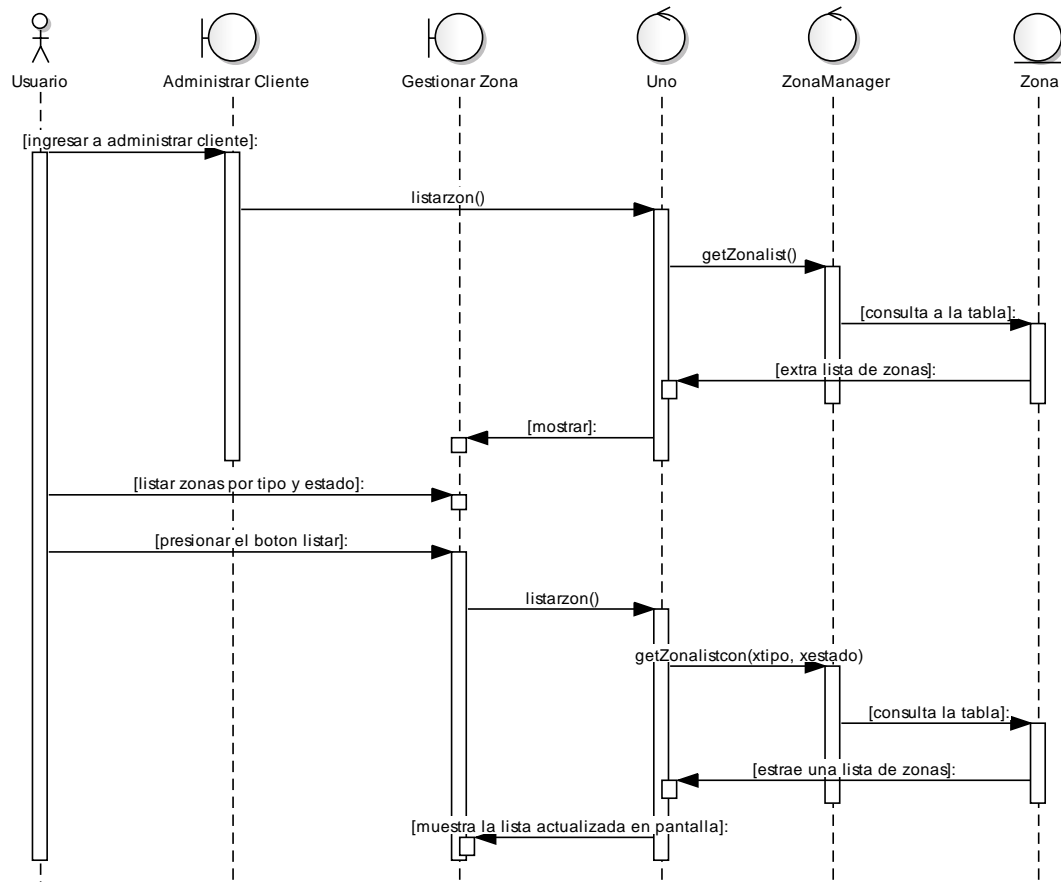 Usuario
Administrar Cliente
Gestionar Zona
Uno
ZonaManager
Zona
[ingresar a administrar cliente]:
listarzon()
getZonalist()
[consulta a la tabla]:
[extra lista de zonas]:
[mostrar]:
[listar zonas por tipo y estado]:
[presionar el boton listar]:
listarzon()
getZonalistcon(xtipo, xestado)
[consulta la tabla]:
[estrae una lista de zonas]:
[muestra la lista actualizada en pantalla]: